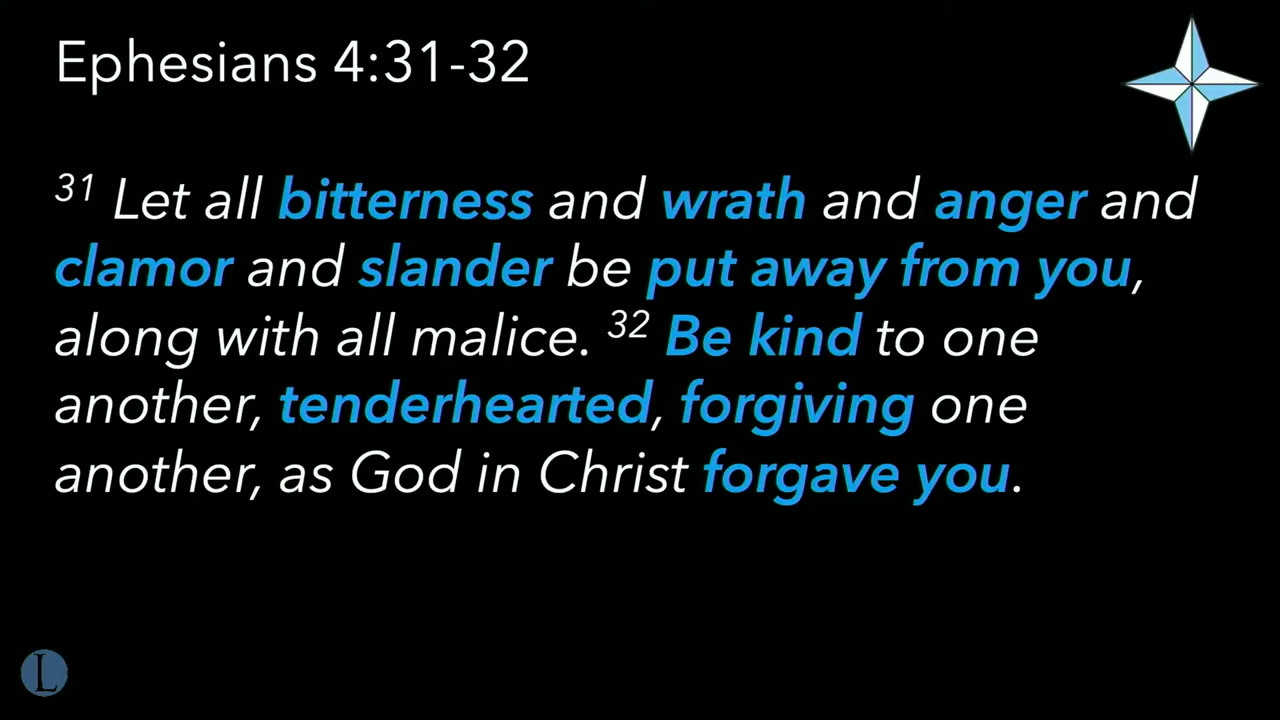 Ephesians 4:31-32
31 Let all bitterness and wrath and anger and
clamor and slander be put away from you,
along with all malice. 32 Be kind to one
another, tenderhearted, forgiving one
another, as God in Christ forgave you.
L